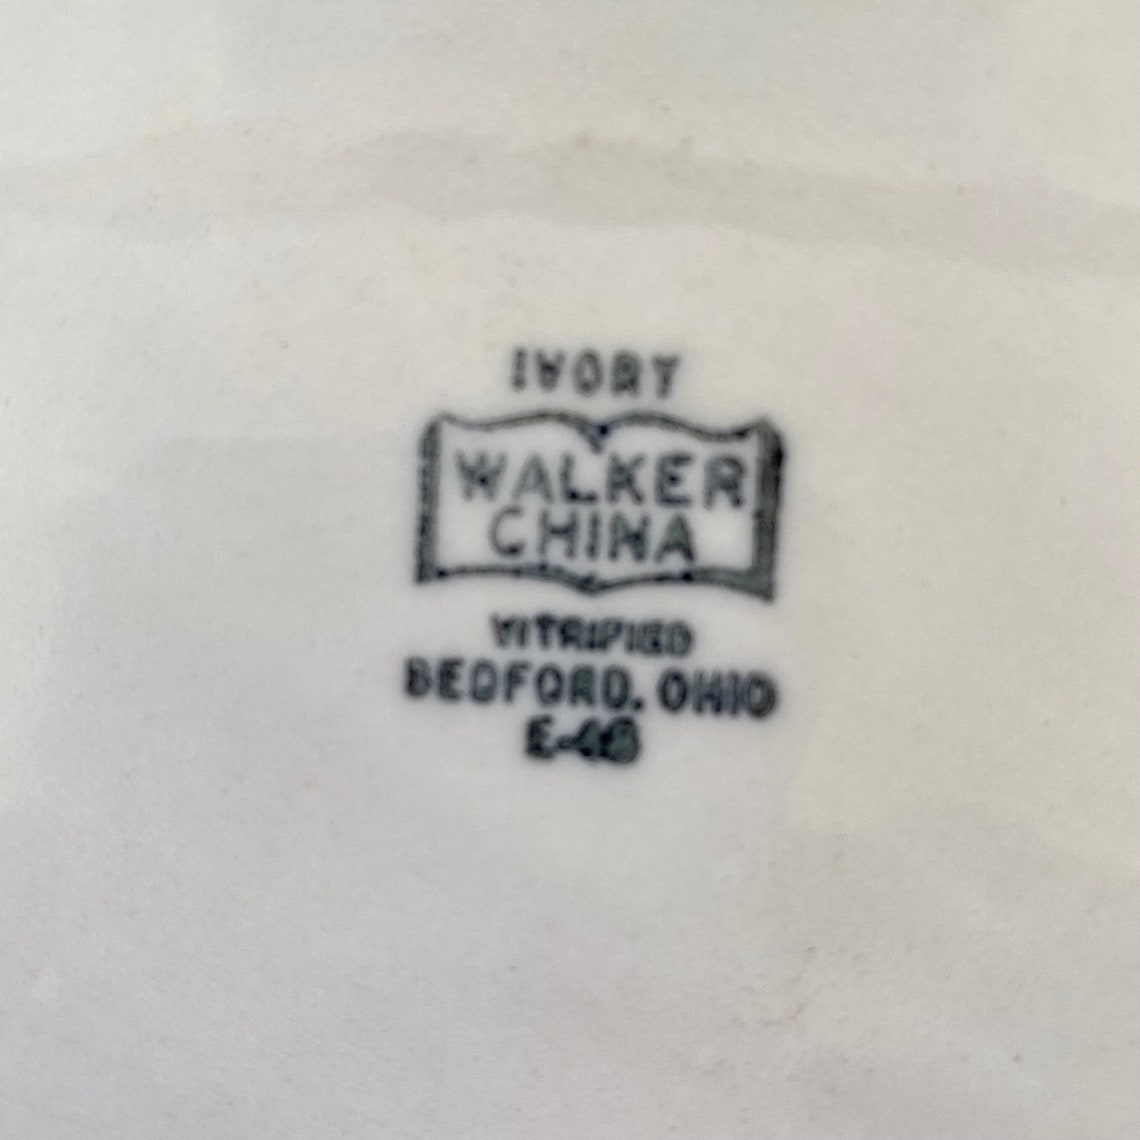 IVORY
WALKER
CHINA
VITRIFIED
BEDFORD. OHIO